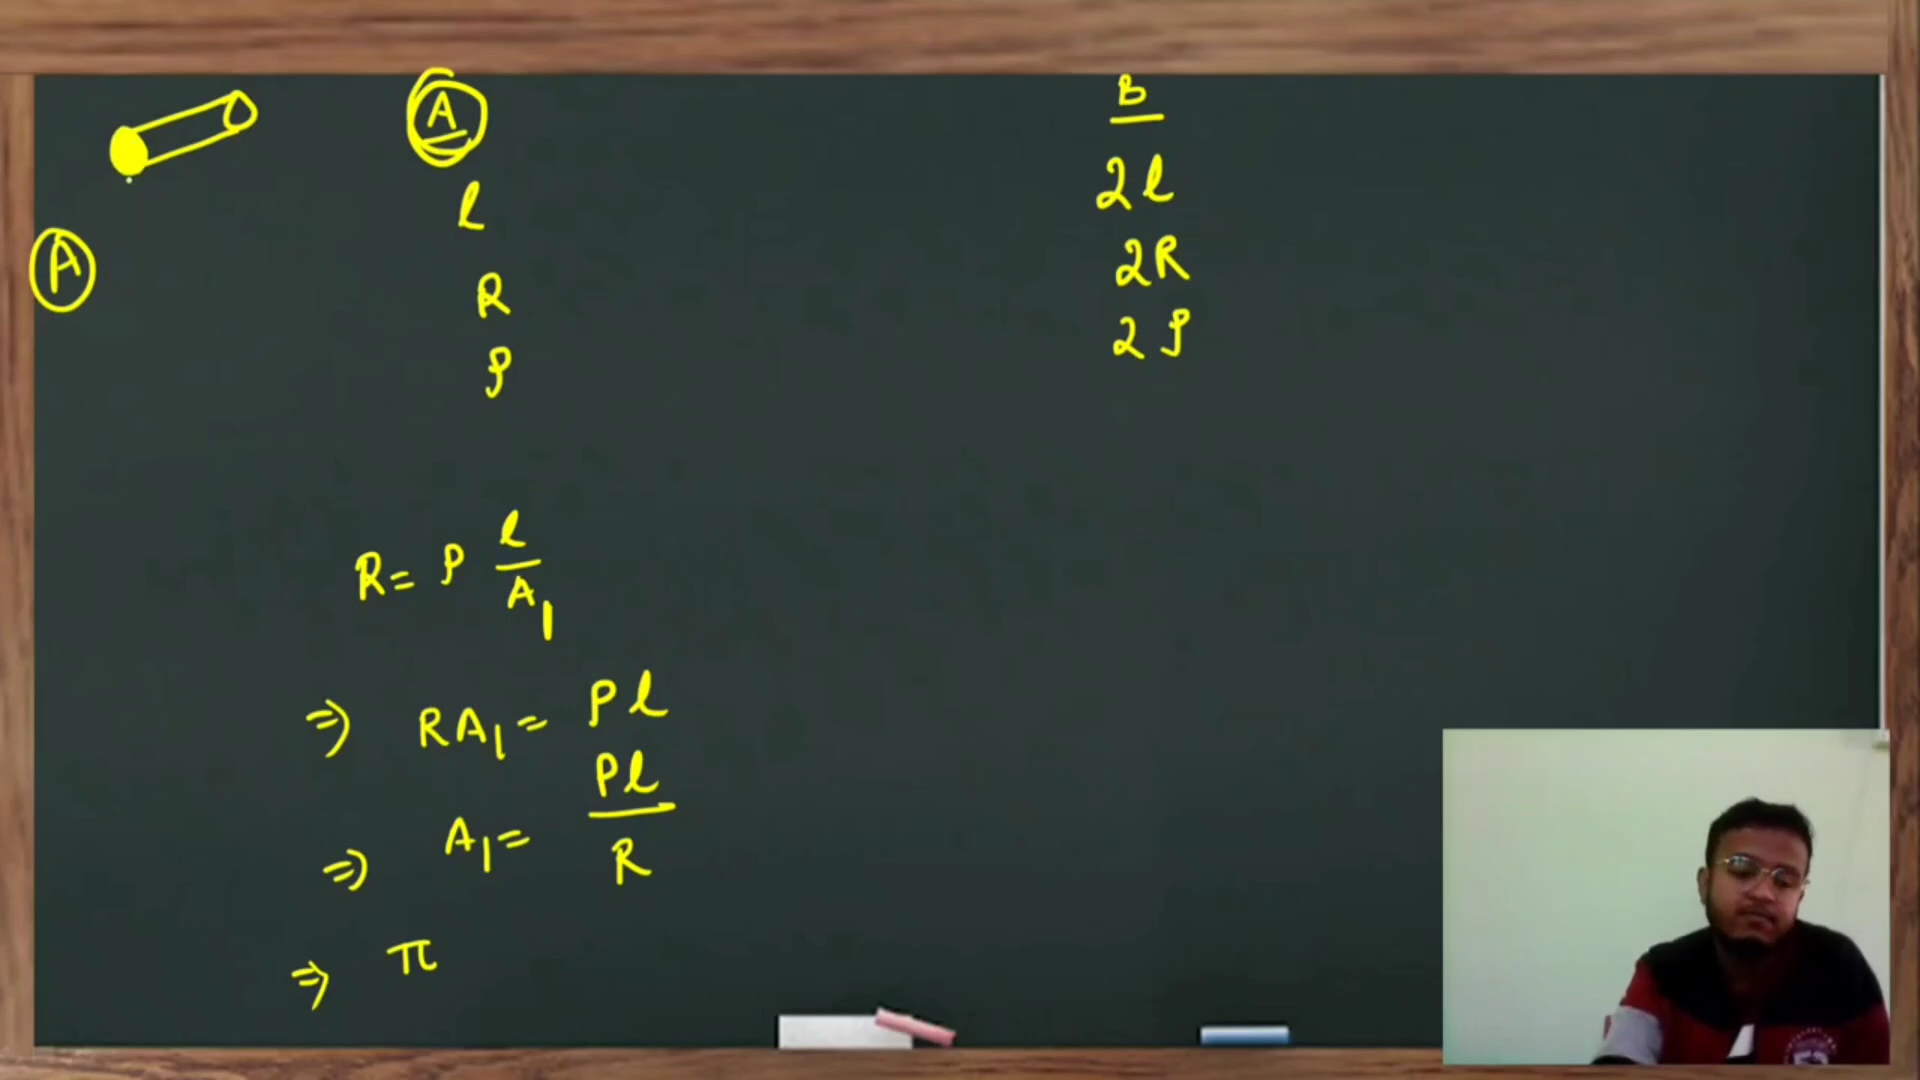 A
B
l
2l
A
R
2R
ρ
2ρ
R = ρ l/A₁
⇒ RA₁ = ρl
⇒ A₁ = ρl/R
⇒ π